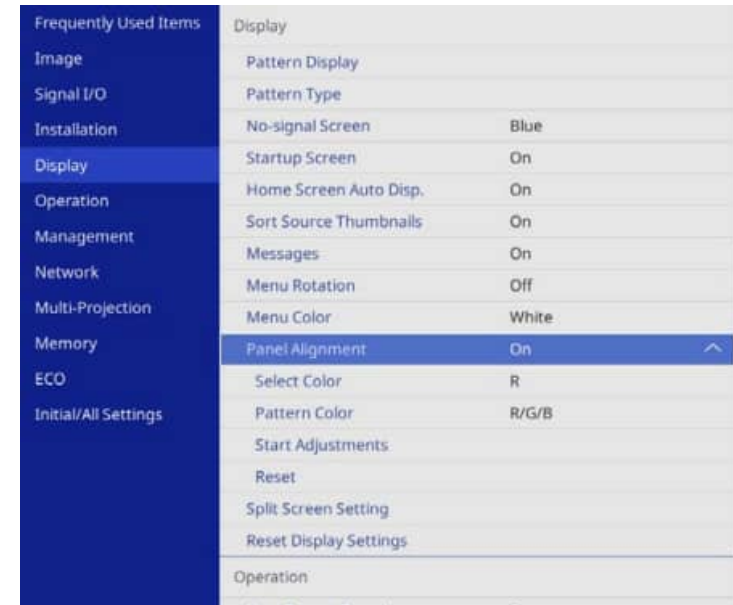 Frequently Used Items
Image
Signal I/O
Installation
Display
Operation
Management
Network
Multi-Projection
Memory
ECO
Initial/All Settings
Display
Pattern Display
Pattern Type
No-signal Screen Blue
Startup Screen On
Home Screen Auto Disp. On
Sort Source Thumbnails On
Messages On
Menu Rotation Off
Menu Color White
Panel Alignment On
Select Color R
Pattern Color R/G/B
Start Adjustments
Reset
Split Screen Setting
Reset Display Settings
Operation